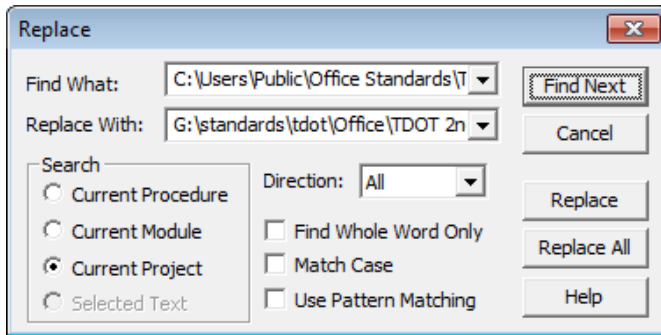 Replace
Find What: C:\Users\Public\Office Standards\T
Find Next
Replace With: G:\standards\tdot\Office\TDOT 2n
Cancel
Search
Direction: All
Current Procedure
Replace
Current Module
Find Whole Word Only
Replace All
Current Project
Match Case
Selected Text
Use Pattern Matching
Help